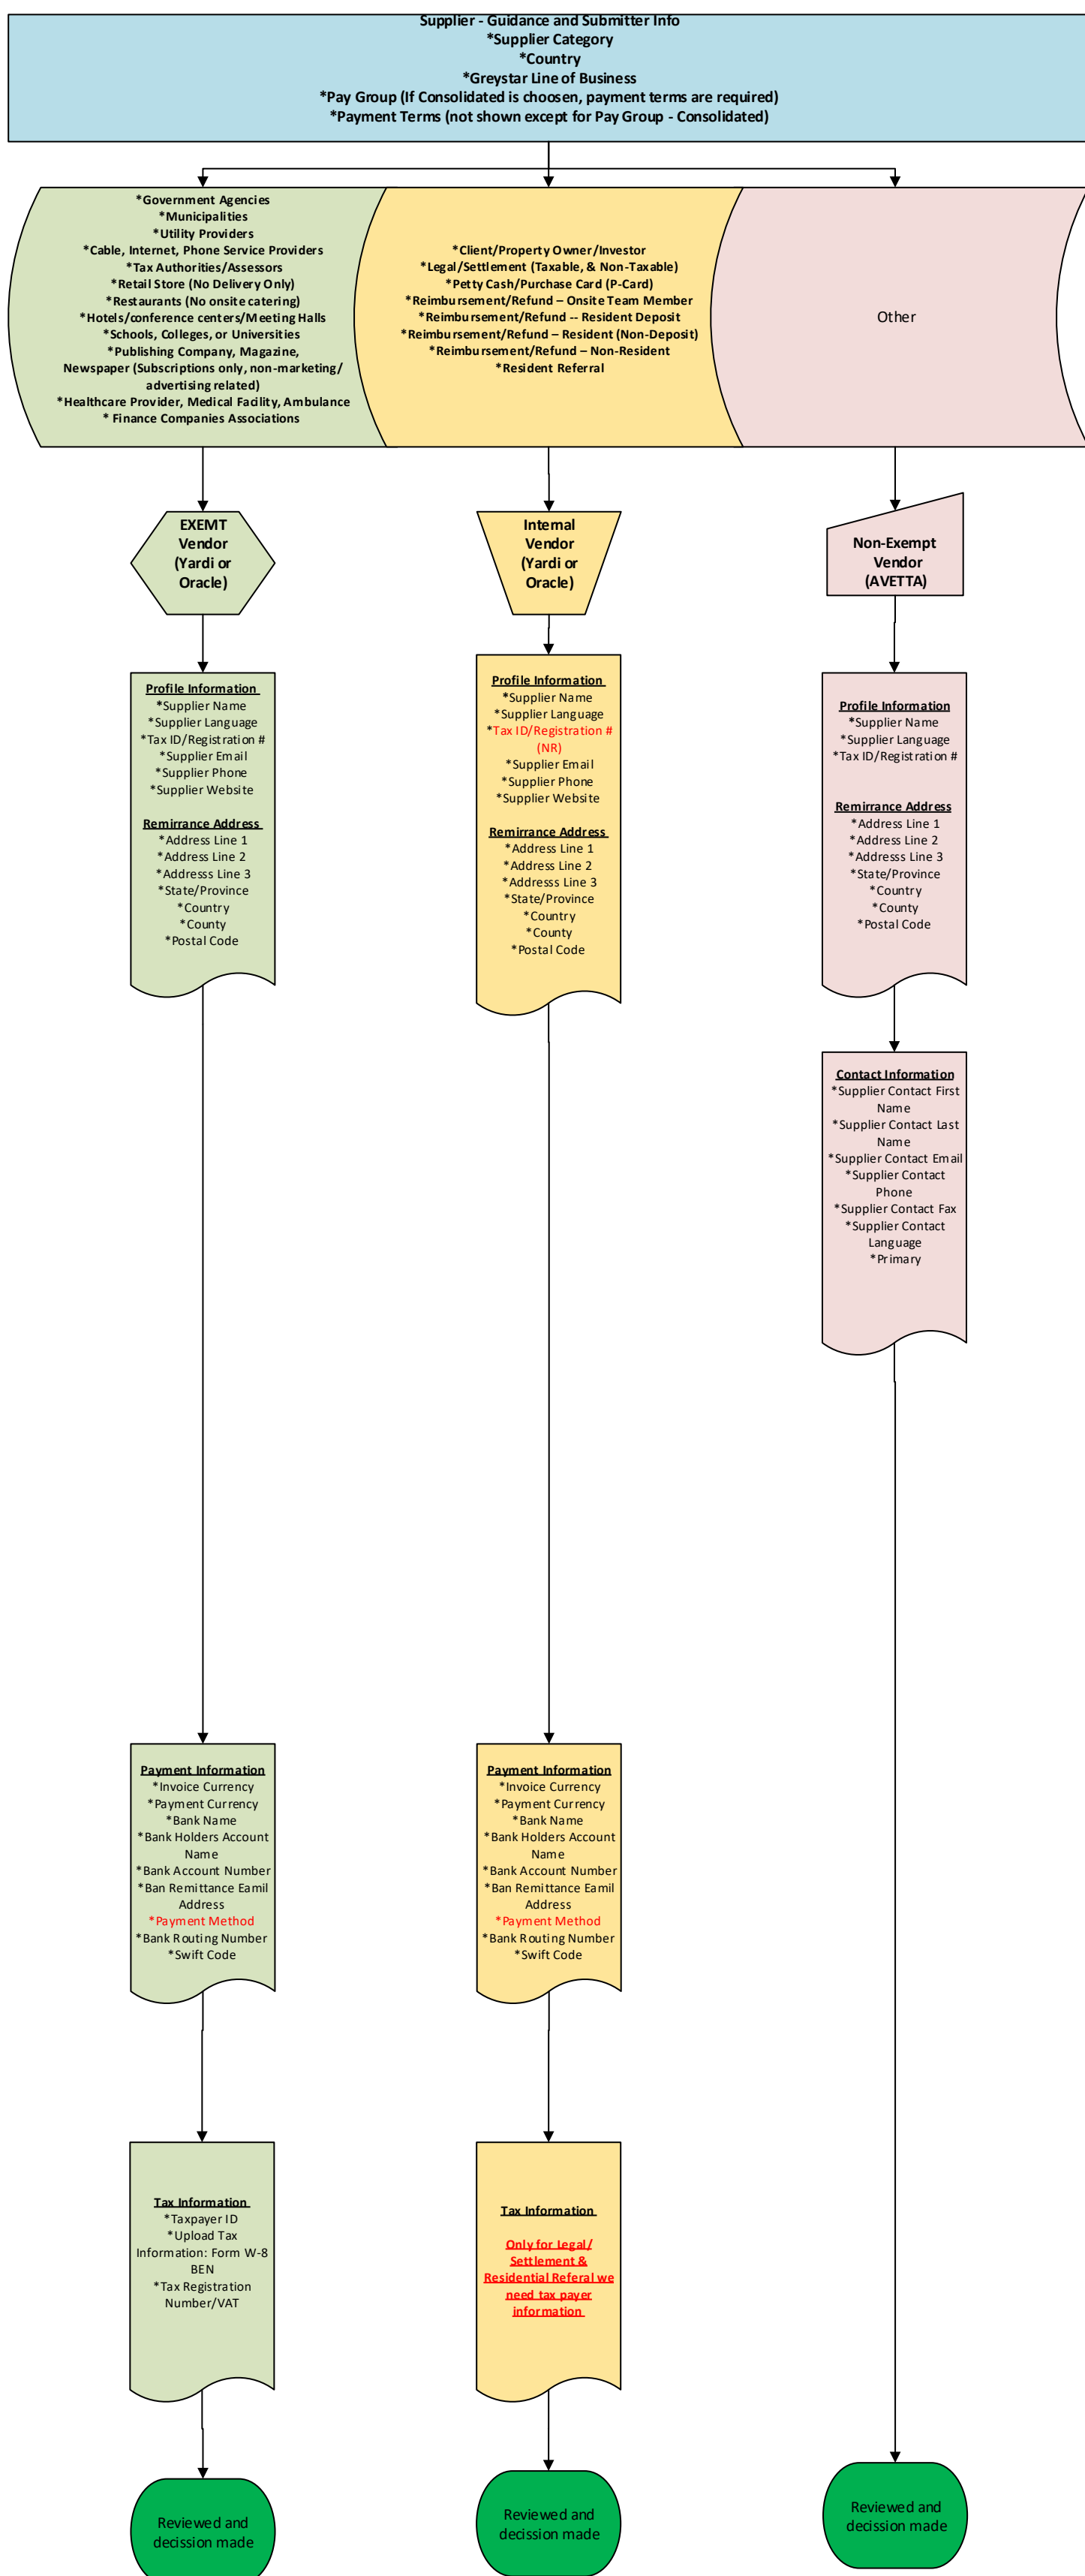 Supplier - Guidance and Submitter Info
*Supplier Category
*Country
*Greystar Line of Business
*Pay Group (If Consolidated is choosen, payment terms are required)
*Payment Terms (not shown except for Pay Group - Consolidated)
*Government Agencies
*Municipalities
*Utility Providers
*Cable, Internet, Phone Service Providers
*Tax Authorities/Assessors
*Retail Store (No Delivery Only)
*Restaurants (No onsite catering)
*Hotels/conference centers/Meeting Halls
*Schools, Colleges, or Universities
*Publishing Company, Magazine,
Newspaper (Subscriptions only, non-marketing/
advertising related)
*Healthcare Provider, Medical Facility, Ambulance
* Finance Companies Associations
*Client/Property Owner/Investor
*Legal/Settlement (Taxable, & Non-Taxable)
*Petty Cash/Purchase Card (P-Card)
*Reimbursement/Refund – Onsite Team Member
*Reimbursement/Refund -- Resident Deposit
*Reimbursement/Refund – Resident (Non-Deposit)
*Reimbursement/Refund – Non-Resident
*Resident Referral
Other
EXEMT
Vendor
(Yardi or
Oracle)
Internal
Vendor
(Yardi or
Oracle)
Non-Exempt
Vendor
(AVETTA)
Profile Information
*Supplier Name
*Supplier Language
*Tax ID/Registration #
*Supplier Email
*Supplier Phone
*Supplier Website
Remirrance Address
*Address Line 1
*Address Line 2
*Addresss Line 3
*State/Province
*Country
*County
*Postal Code
Profile Information
*Supplier Name
*Supplier Language
*Tax ID/Registration #
(NR)
*Supplier Email
*Supplier Phone
*Supplier Website
Remirrance Address
*Address Line 1
*Address Line 2
*Addresss Line 3
*State/Province
*Country
*County
*Postal Code
Profile Information
*Supplier Name
*Supplier Language
*Tax ID/Registration #
Remirrance Address
*Address Line 1
*Address Line 2
*Addresss Line 3
*State/Province
*Country
*County
*Postal Code
Contact Information
*Supplier Contact First
Name
*Supplier Contact Last
Name
*Supplier Contact Email
*Supplier Contact
Phone
*Supplier Contact Fax
*Supplier Contact
Language
*Primary
Payment Information
*Invoice Currency
*Payment Currency
*Bank Name
*Bank Holders Account
Name
*Bank Account Number
*Ban Remittance Eamil
Address
*Payment Method
*Bank Routing Number
*Swift Code
Payment Information
*Invoice Currency
*Payment Currency
*Bank Name
*Bank Holders Account
Name
*Bank Account Number
*Ban Remittance Eamil
Address
*Payment Method
*Bank Routing Number
*Swift Code
Tax Information
*Taxpayer ID
*Upload Tax
Information: Form W-8
BEN
*Tax Registration
Number/VAT
Tax Information
Only for Legal/
Settlement &
Residential Referal we
need tax payer
information
Reviewed and
decission made
Reviewed and
decission made
Reviewed and
decission made